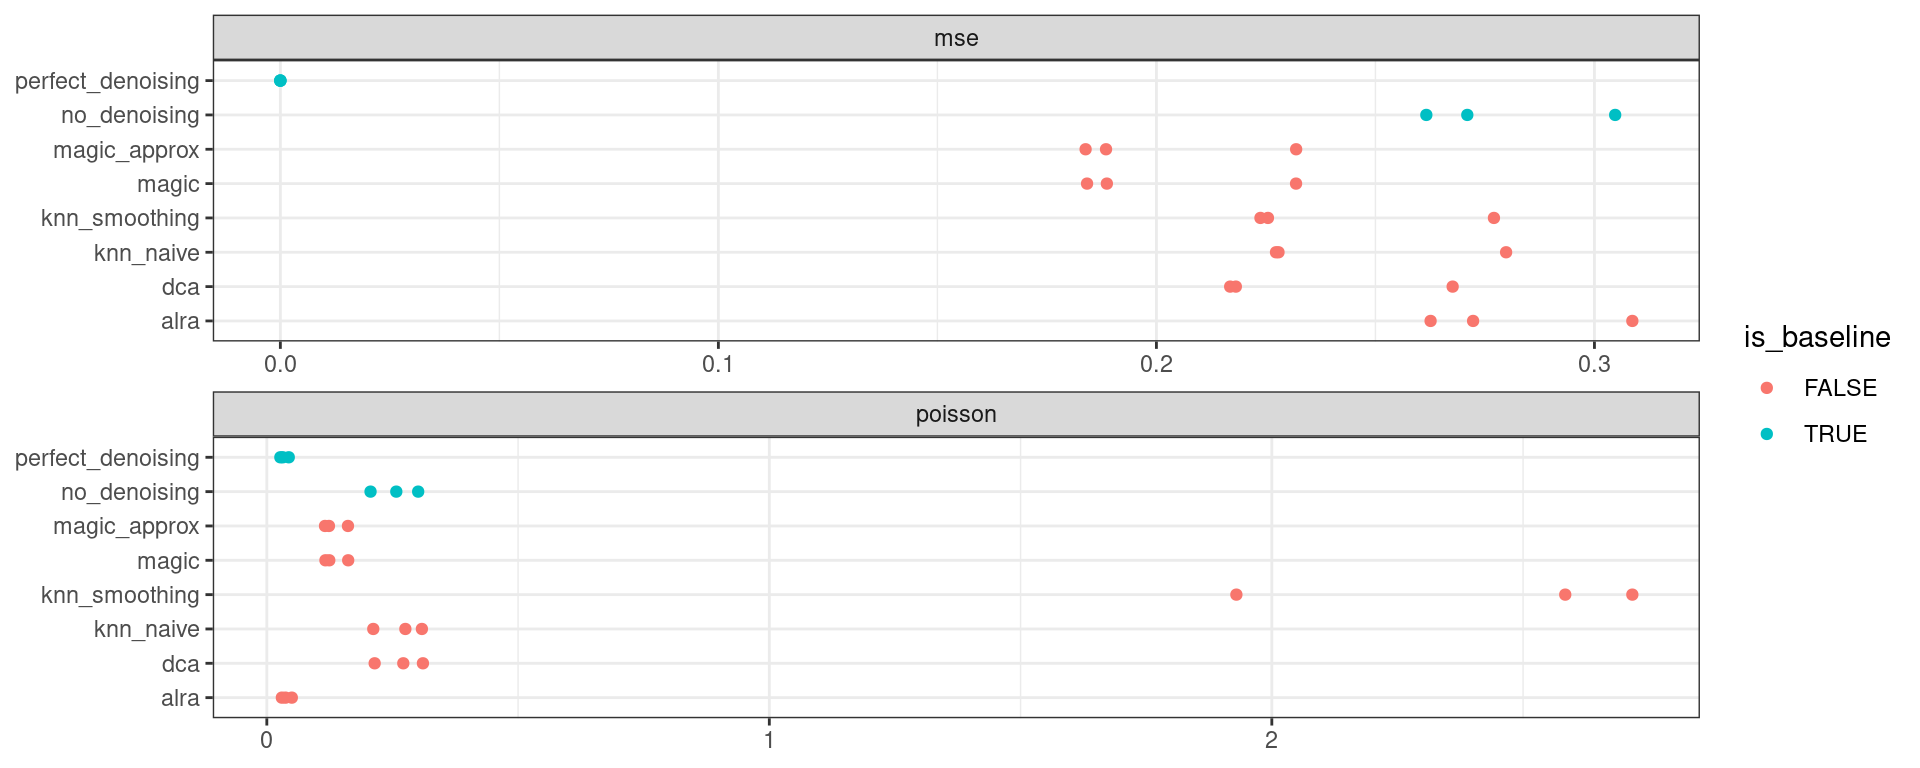 mse
perfect_denoising
no_denoising
magic_approx
magic
knn_smoothing
knn_naive
dca
alra
0.0 0.1 0.2 0.3
poisson
perfect_denoising
no_denoising
magic_approx
magic
knn_smoothing
knn_naive
dca
alra
0 1 2
is_baseline
FALSE
TRUE